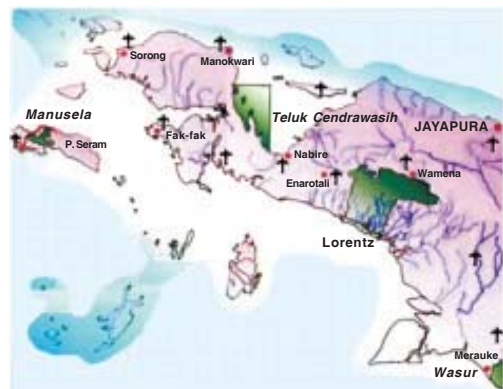 Sorong
Manokwari
Manusela
Teluk Cendrawasih
JAYAPURA
Fak-fak
P. Seram
Nabire
Wamena
Enarotali
Lorentz
Merauke
Wasur